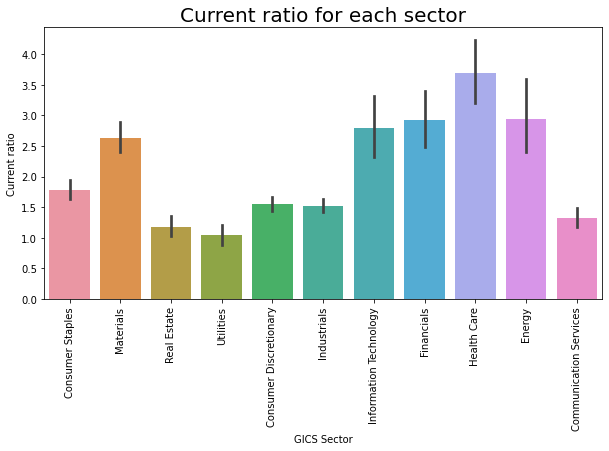 Current ratio for each sector
Current ratio
4.0
3.5
3.0
2.5
2.0
1.5
1.0
0.5
0.0
Consumer Staples
Materials
Real Estate
Utilities
Consumer Discretionary
Industrials
Information Technology
Financials
Health Care
Energy
Communication Services
GICS Sector